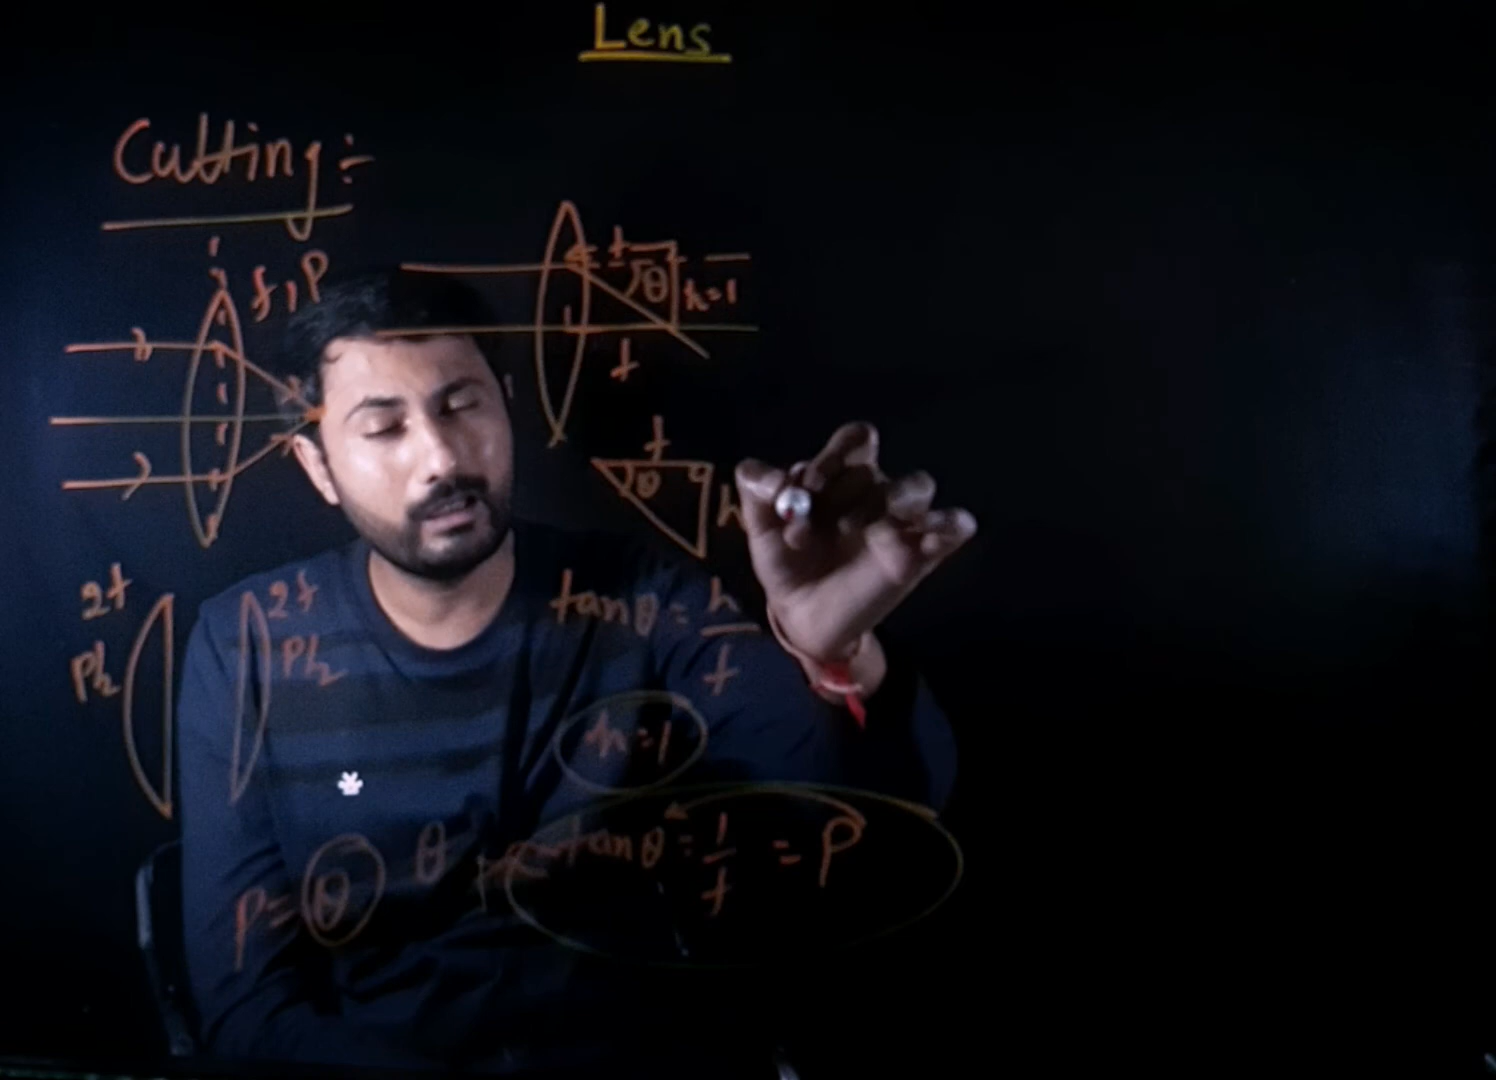 Lens
Cutting :-
f, P
f
θ
h=1
f
f
θ
h
2f
P/2
2f
P/2
tanθ = h/f
h=1
θ
tanθ = 1/f = P
P = θ